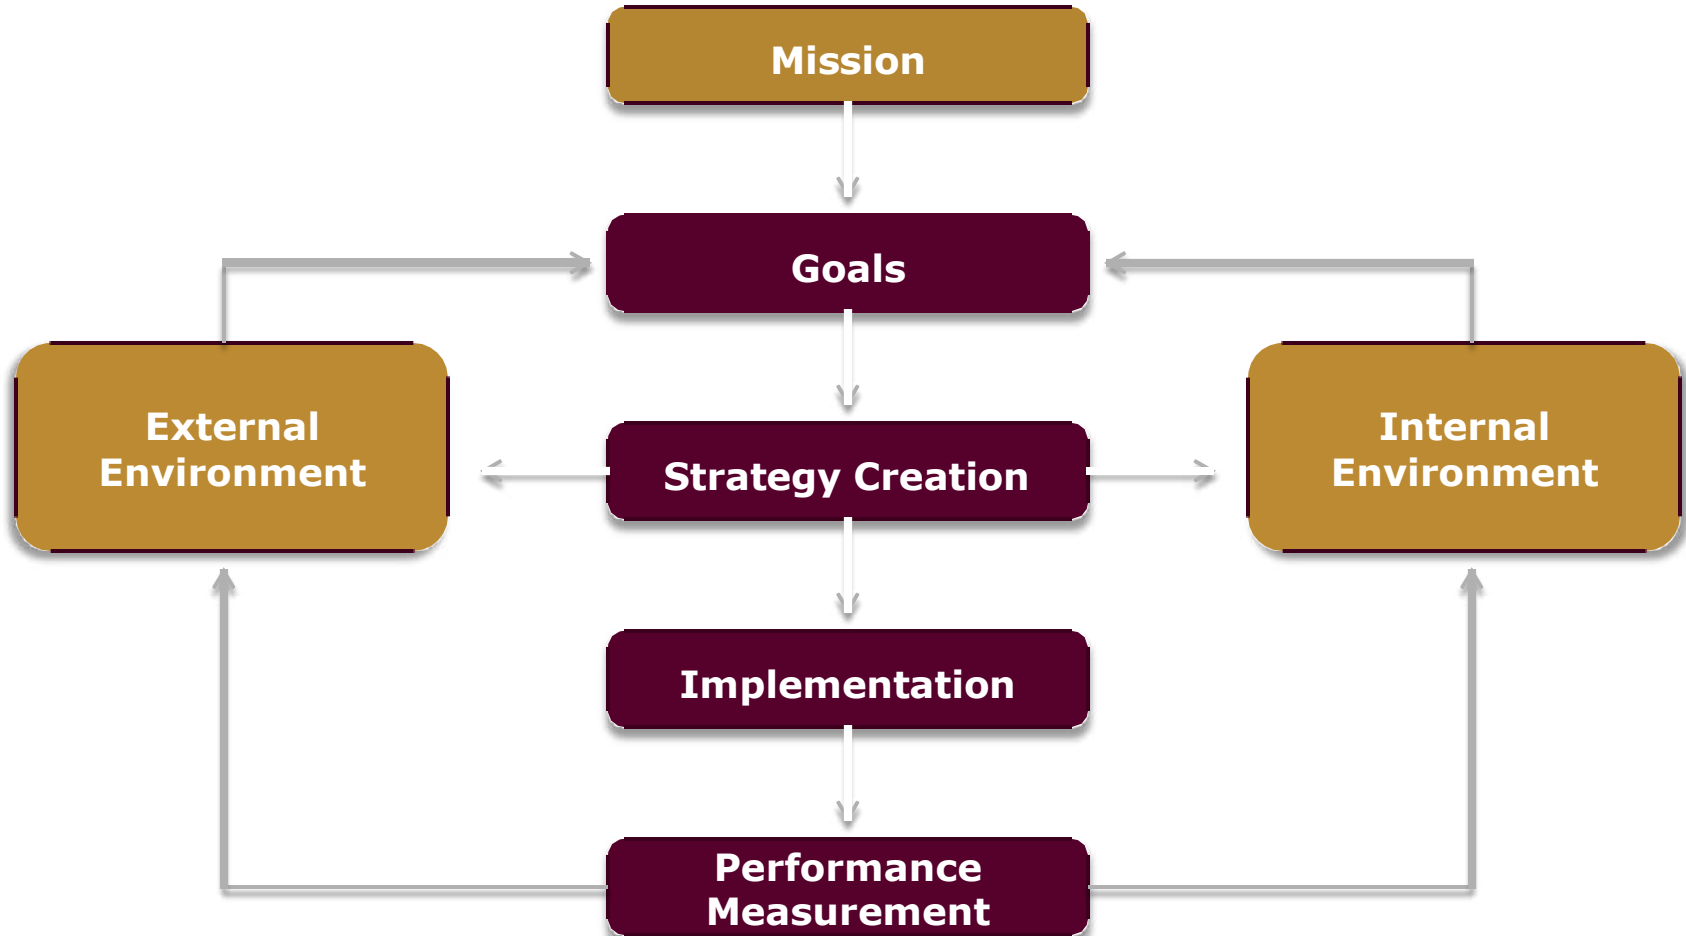 Mission
Goals
External
Environment
Strategy Creation
Internal
Environment
Implementation
Performance
Measurement